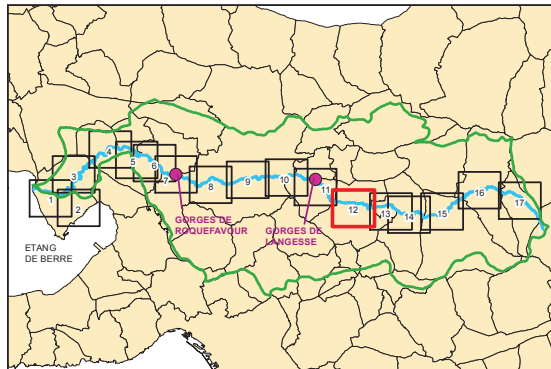 1
2
3
4
5
6
7
8
9
10
11
12
13
14
15
16
17
GORGES DE
ROQUEFAVOUR
GORGES DE
LANGESSE
ETANG
DE BERRE